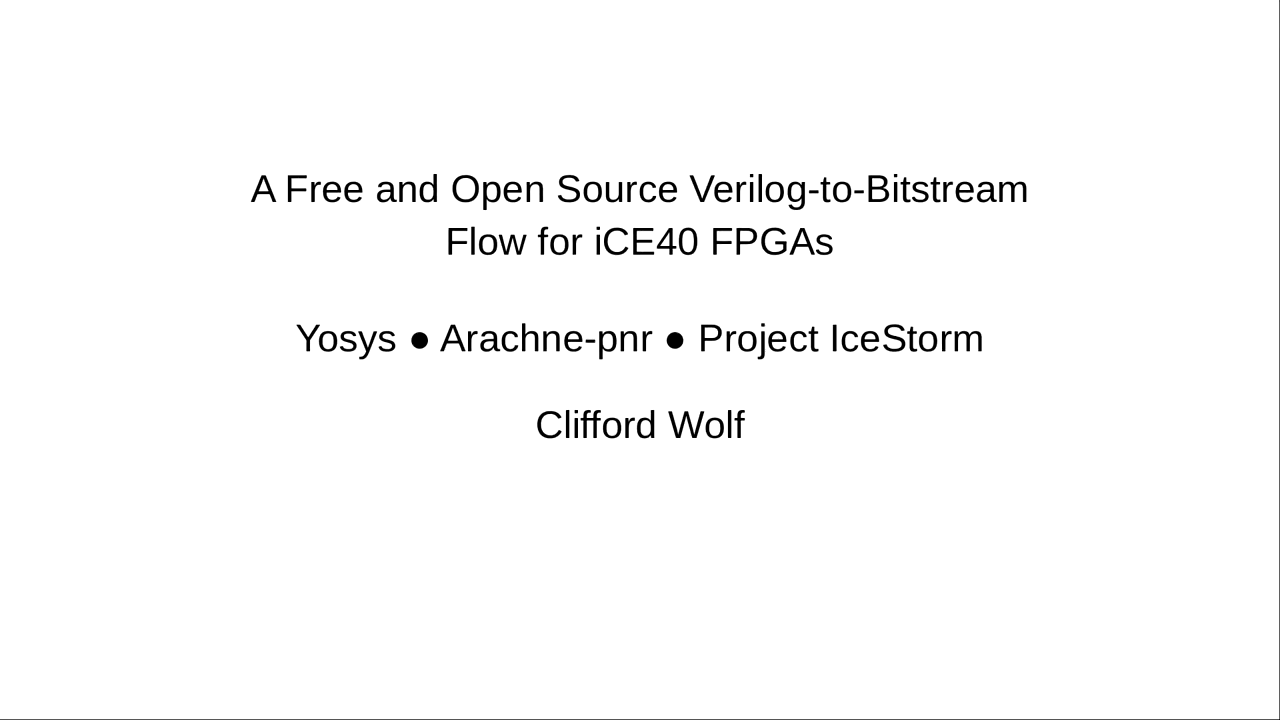 A Free and Open Source Verilog-to-Bitstream
Flow for iCE40 FPGAs
Yosys ● Arachne-pnr ● Project IceStorm
Clifford Wolf